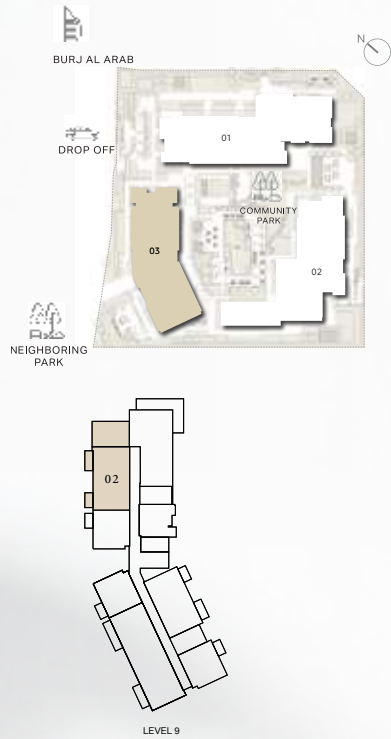 N
BURJ AL ARAB
DROP OFF
01
COMMUNITY
PARK
03
02
NEIGHBORING
PARK
02
LEVEL 9